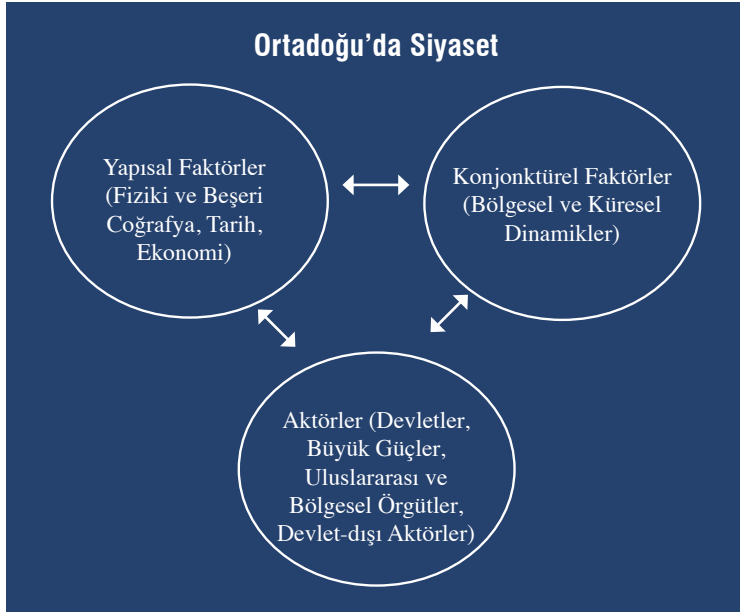 Ortadoğu’da Siyaset
Yapısal Faktörler
(Fiziki ve Beşeri
Coğrafya, Tarih,
Ekonomi)
Konjonktürel Faktörler
(Bölgesel ve Küresel
Dinamikler)
Aktörler (Devletler,
Büyük Güçler,
Uluslararası ve
Bölgesel Örgütler,
Devlet-dışı Aktörler)